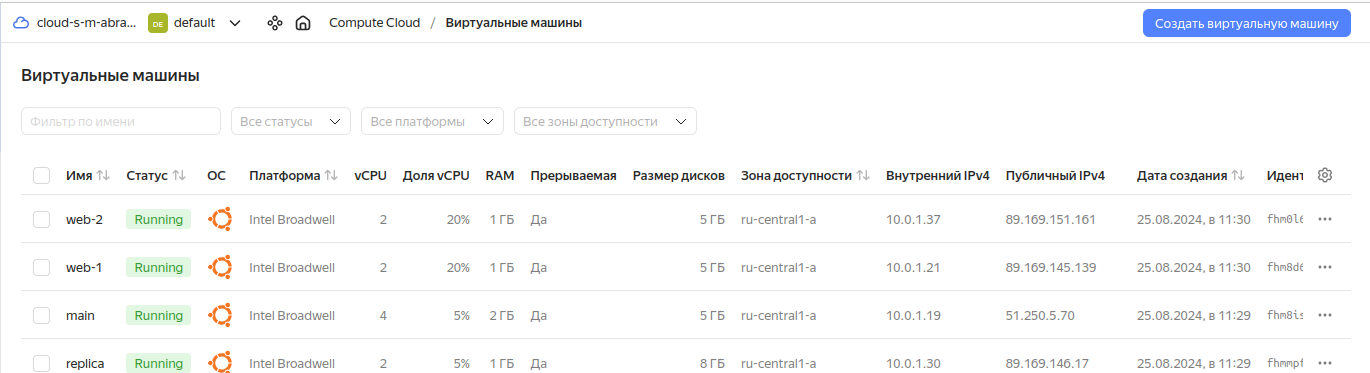 cloud-s-m-abra... DE default Compute Cloud / Виртуальные машины Создать виртуальную машину
Виртуальные машины
Фильтр по имени Все статусы Все платформы Все зоны доступности
Имя Статус ОС Платформа vCPU Доля vCPU RAM Прерываемая Размер дисков Зона доступности Внутренний IPv4 Публичный IPv4 Дата создания Идент
web-2 Running Intel Broadwell 2 20% 1 ГБ Да 5 ГБ ru-central1-a 10.0.1.37 89.169.151.161 25.08.2024, в 11:30 fhm0l6
web-1 Running Intel Broadwell 2 20% 1 ГБ Да 5 ГБ ru-central1-a 10.0.1.21 89.169.145.139 25.08.2024, в 11:30 fhm8d6
main Running Intel Broadwell 4 5% 2 ГБ Да 5 ГБ ru-central1-a 10.0.1.19 51.250.5.70 25.08.2024, в 11:29 fhm8is
replica Running Intel Broadwell 2 5% 1 ГБ Да 8 ГБ ru-central1-a 10.0.1.30 89.169.146.17 25.08.2024, в 11:29 fhmmpf